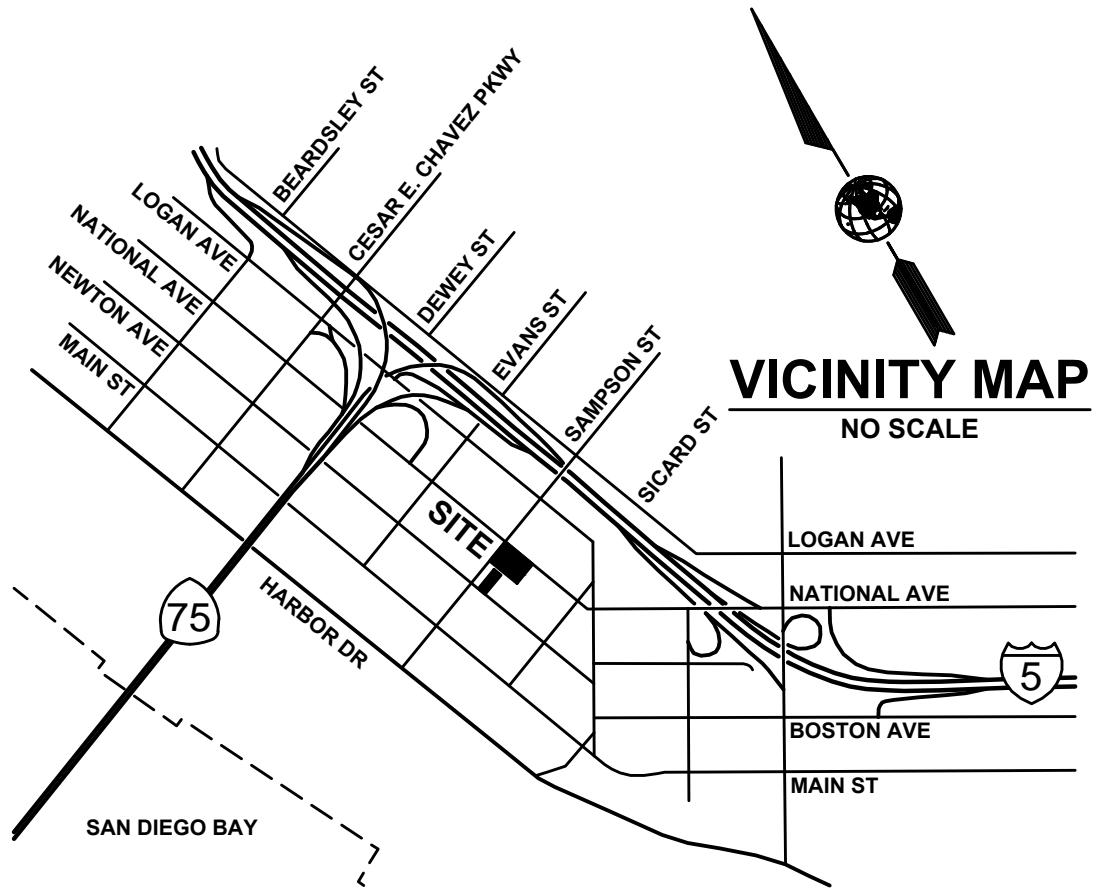 BEARDSLEY ST
CESAR E. CHAVEZ PKWY
LOGAN AVE
NATIONAL AVE
NEWTON AVE
MAIN ST
DEWEY ST
EVANS ST
SAMPSON ST
SICARD ST
VICINITY MAP
NO SCALE
SITE
LOGAN AVE
NATIONAL AVE
75
HARBOR DR
5
BOSTON AVE
MAIN ST
SAN DIEGO BAY